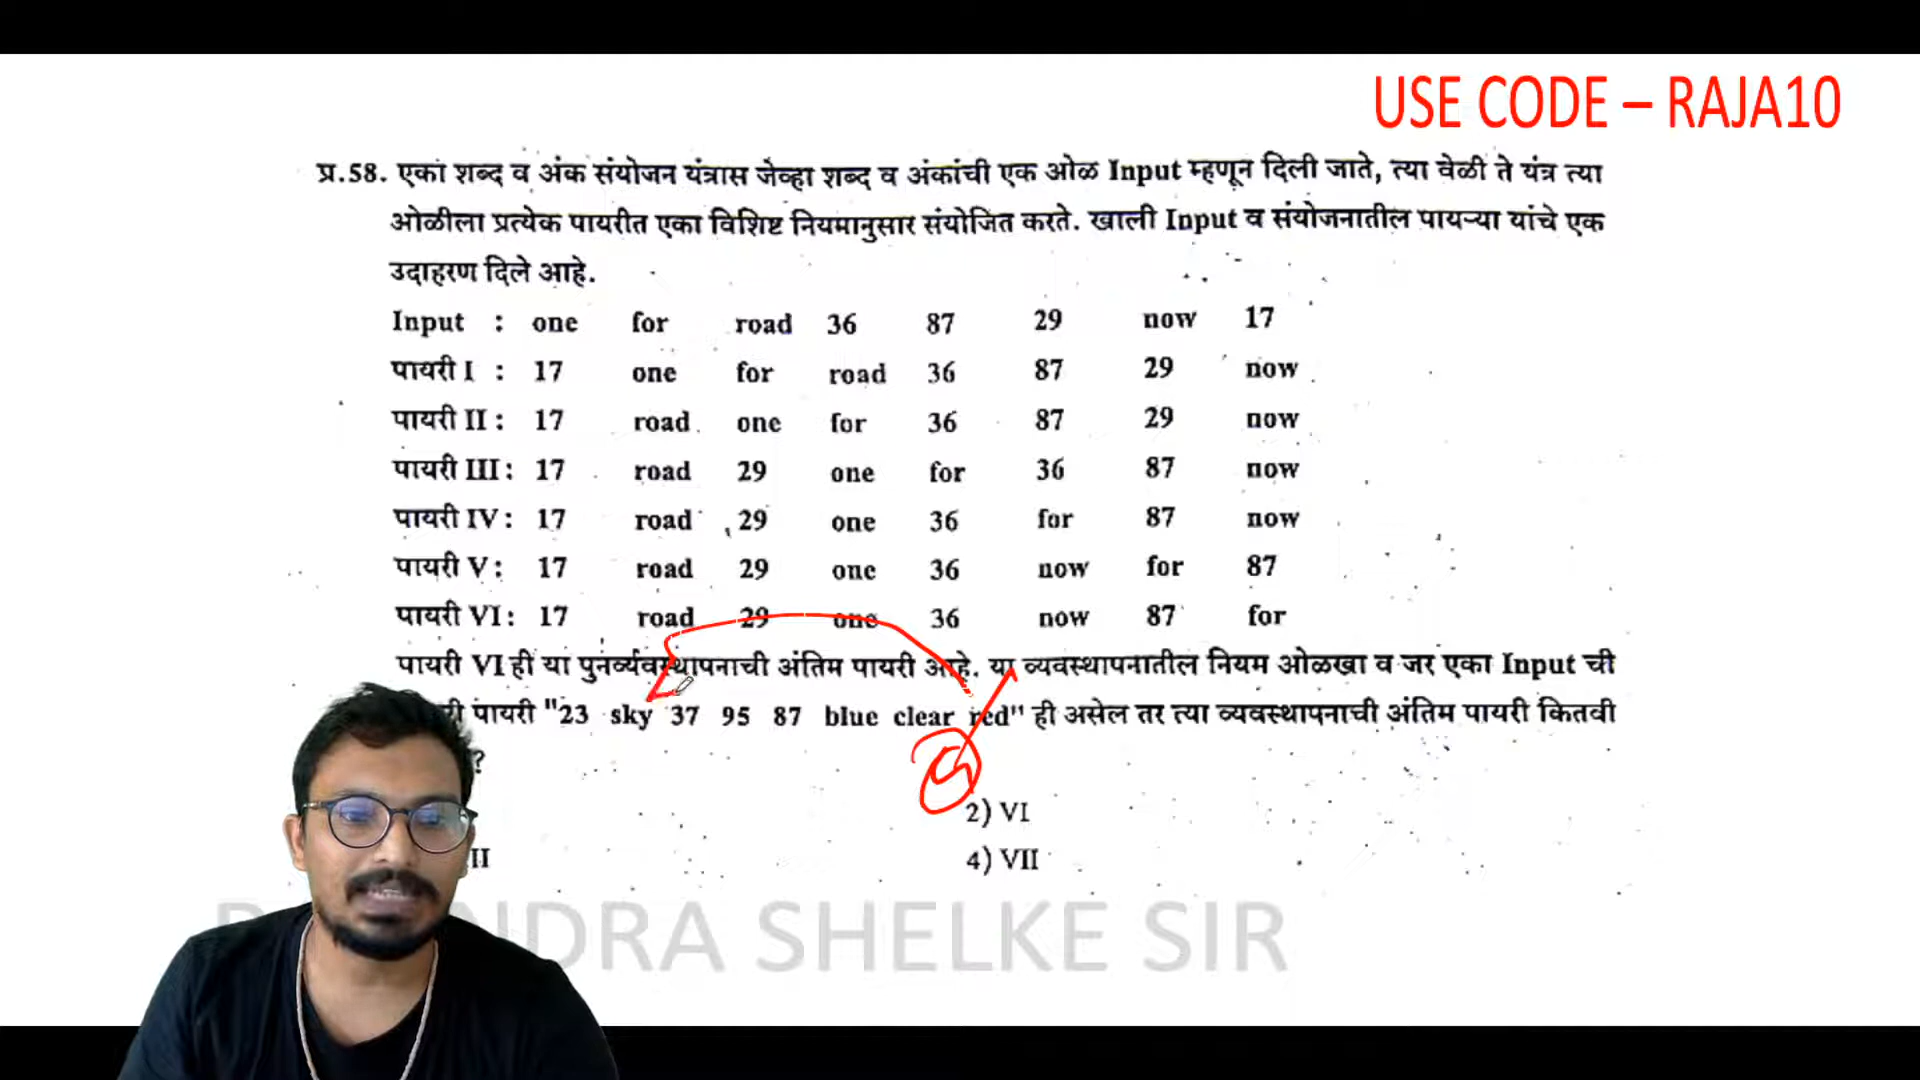 USE CODE – RAJA10
प्र.58. एका शब्द व अंक संयोजन यंत्रास जेव्हा शब्द व अंकांची एक ओळ Input म्हणून दिली जाते, त्या वेळी ते यंत्र त्या
ओळीला प्रत्येक पायरीत एका विशिष्ट नियमानुसार संयोजित करते. खाली Input व संयोजनातील पायऱ्या यांचे एक
उदाहरण दिले आहे.
Input : one for road 36 87 29 now 17
पायरी I : 17 one for road 36 87 29 now
पायरी II : 17 road one for 36 87 29 now
पायरी III : 17 road 29 one for 36 87 now
पायरी IV : 17 road 29 one 36 for 87 now
पायरी V : 17 road 29 one 36 now for 87
पायरी VI : 17 road 29 one 36 now 87 for
पायरी VI ही या पुनर्व्यवस्थापनाची अंतिम पायरी आहे. या व्यवस्थापनातील नियम ओळखा व जर एका Input ची
पायरी "23 sky 37 95 87 blue clear red" ही असेल तर त्या व्यवस्थापनाची अंतिम पायरी कितवी
?
2) VI
II
4) VII
NDRA SHELKE SIR